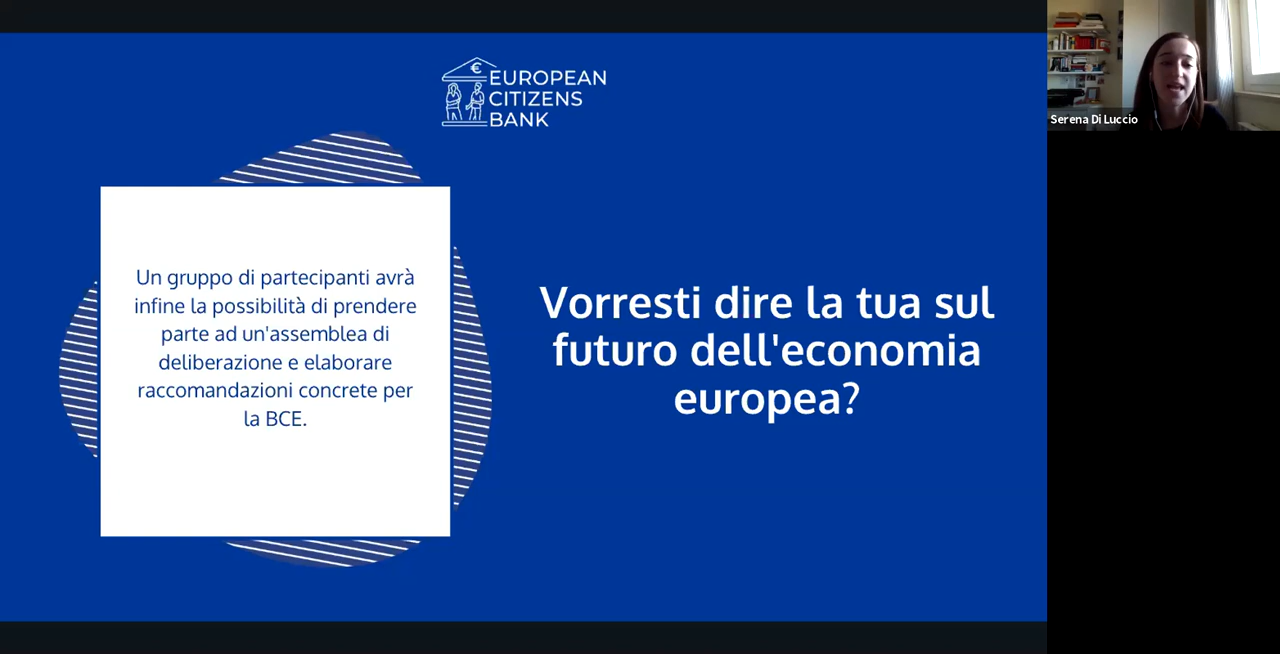 €
EUROPEAN
CITIZENS
BANK
Serena Di Luccio
Un gruppo di partecipanti avrà
infine la possibilità di prendere
parte ad un'assemblea di
deliberazione e elaborare
raccomandazioni concrete per
la BCE.
Vorresti dire la tua sul
futuro dell'economia
europea?